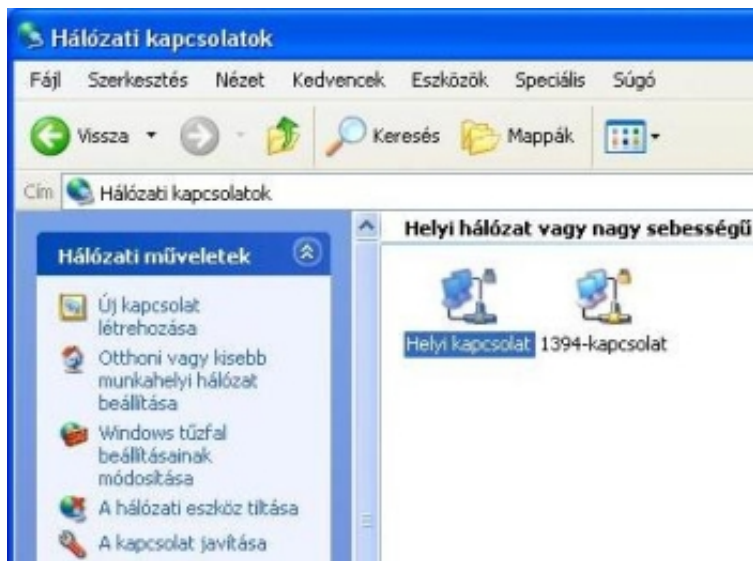 Hálózati kapcsolatok
Fájl Szerkesztés Nézet Kedvencek Eszközök Speciális Súgó
Vissza Keresés Mappák
Cím Hálózati kapcsolatok
Hálózati műveletek
Új kapcsolat
létrehozása
Otthoni vagy kisebb
munkahelyi hálózat
beállítása
Windows tűzfal
beállításainak
módosítása
A hálózati eszköz tiltása
A kapcsolat javítása
Helyi hálózat vagy nagy sebességű
Helyi kapcsolat 1394-kapcsolat